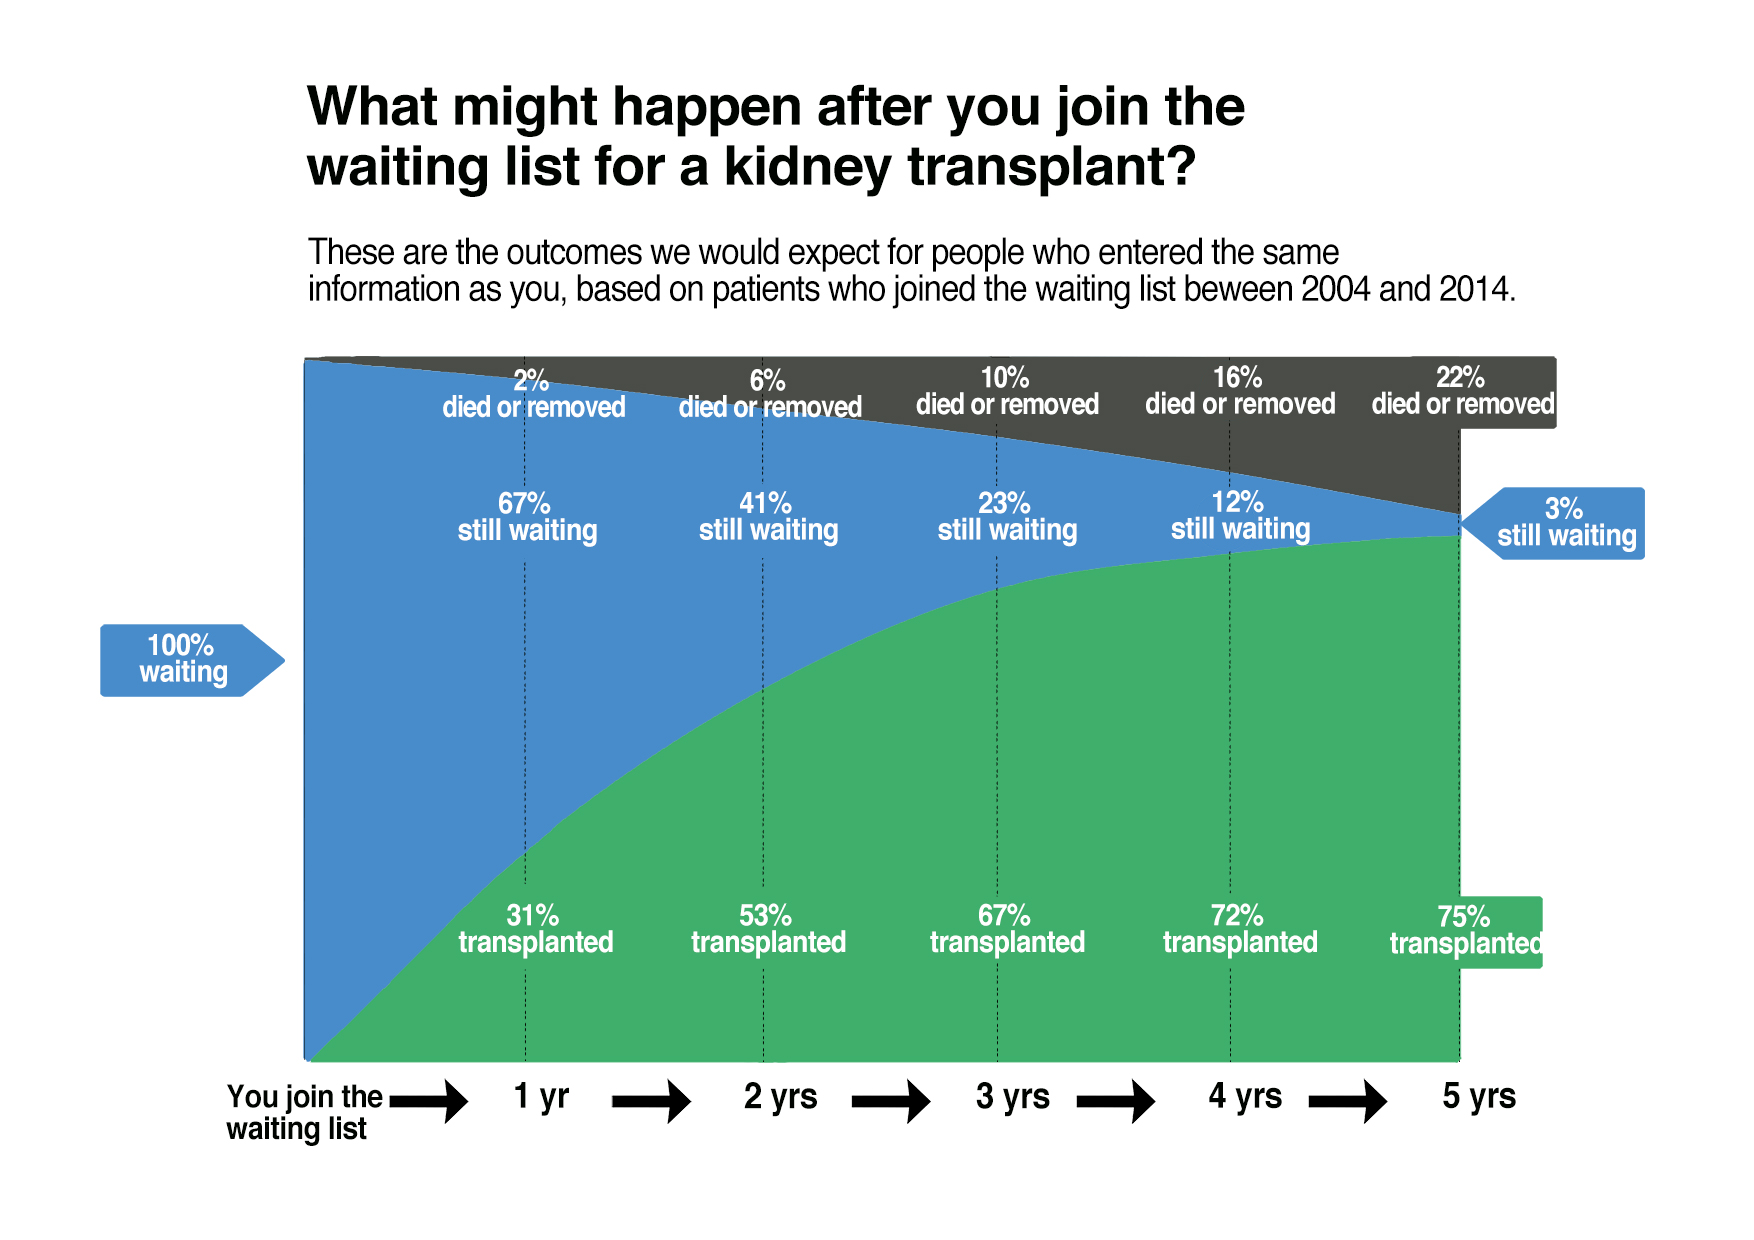 What might happen after you join the
waiting list for a kidney transplant?
These are the outcomes we would expect for people who entered the same
information as you, based on patients who joined the waiting list beween 2004 and 2014.
2%
died or removed
6%
died or removed
10%
died or removed
16%
died or removed
22%
died or removed
67%
still waiting
41%
still waiting
23%
still waiting
12%
still waiting
3%
still waiting
100%
waiting
31%
transplanted
53%
transplanted
67%
transplanted
72%
transplanted
75%
transplanted
You join the
waiting list
1 yr
2 yrs
3 yrs
4 yrs
5 yrs